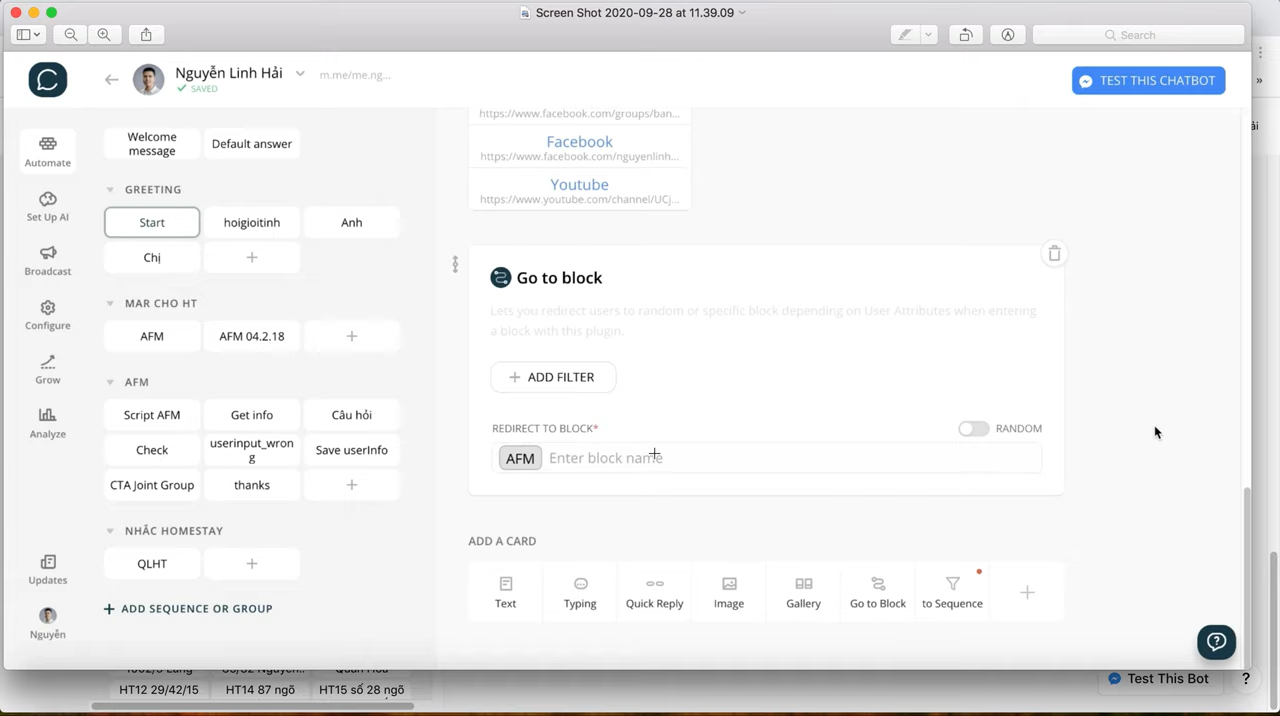 Screen Shot 2020-09-28 at 11.39.09
Search
Nguyễn Linh Hải
m.me/me.ng...
SAVED
TEST THIS CHATBOT
Automate
Set Up AI
Broadcast
Configure
Grow
Analyze
Updates
Nguyễn
Welcome message
Default answer
GREETING
Start
hoigioitinh
Anh
Chị
MAR CHO HT
AFM
AFM 04.2.18
AFM
Script AFM
Get info
Câu hỏi
Check
userinput_wron
g
Save userInfo
CTA Joint Group
thanks
NHẮC HOMESTAY
QLHT
ADD SEQUENCE OR GROUP
https://www.facebook.com/groups/ban...
Facebook
https://www.facebook.com/nguyenlinh...
Youtube
https://www.youtube.com/channel/UCj...
Go to block
Lets you redirect users to random or specific block depending on User Attributes when entering
a block with this plugin.
ADD FILTER
REDIRECT TO BLOCK*
RANDOM
AFM
Enter block name
ADD A CARD
Text
Typing
Quick Reply
Image
Gallery
Go to Block
to Sequence
HT12 29/42/15
HT14 87 ngõ
HT15 số 28 ngõ
Test This Bot